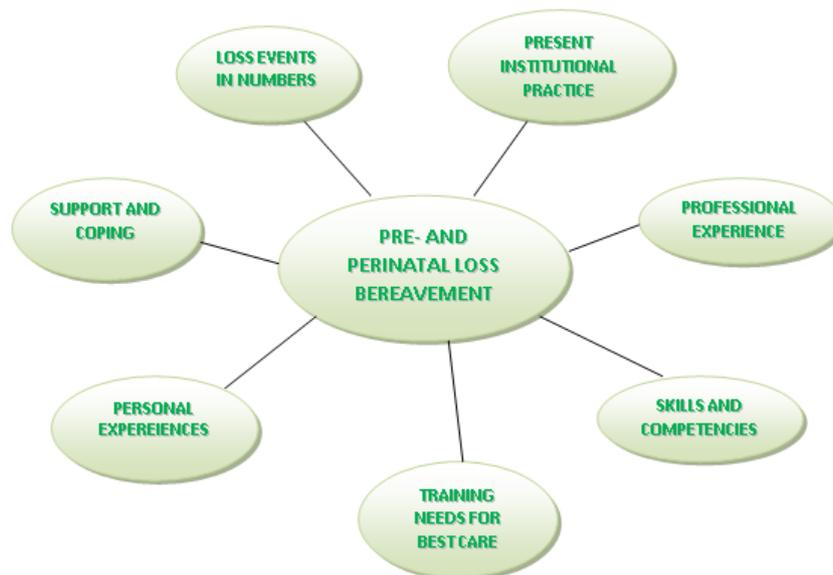 LOSS EVENTS
IN NUMBERS
PRESENT
INSTITUTIONAL
PRACTICE
SUPPORT AND
COPING
PROFESSIONAL
EXPERIENCE
PRE- AND
PERINATAL LOSS
BEREAVEMENT
PERSONAL
EXPEREIENCES
SKILLS AND
COMPETENCIES
TRAINING
NEEDS FOR
BEST CARE